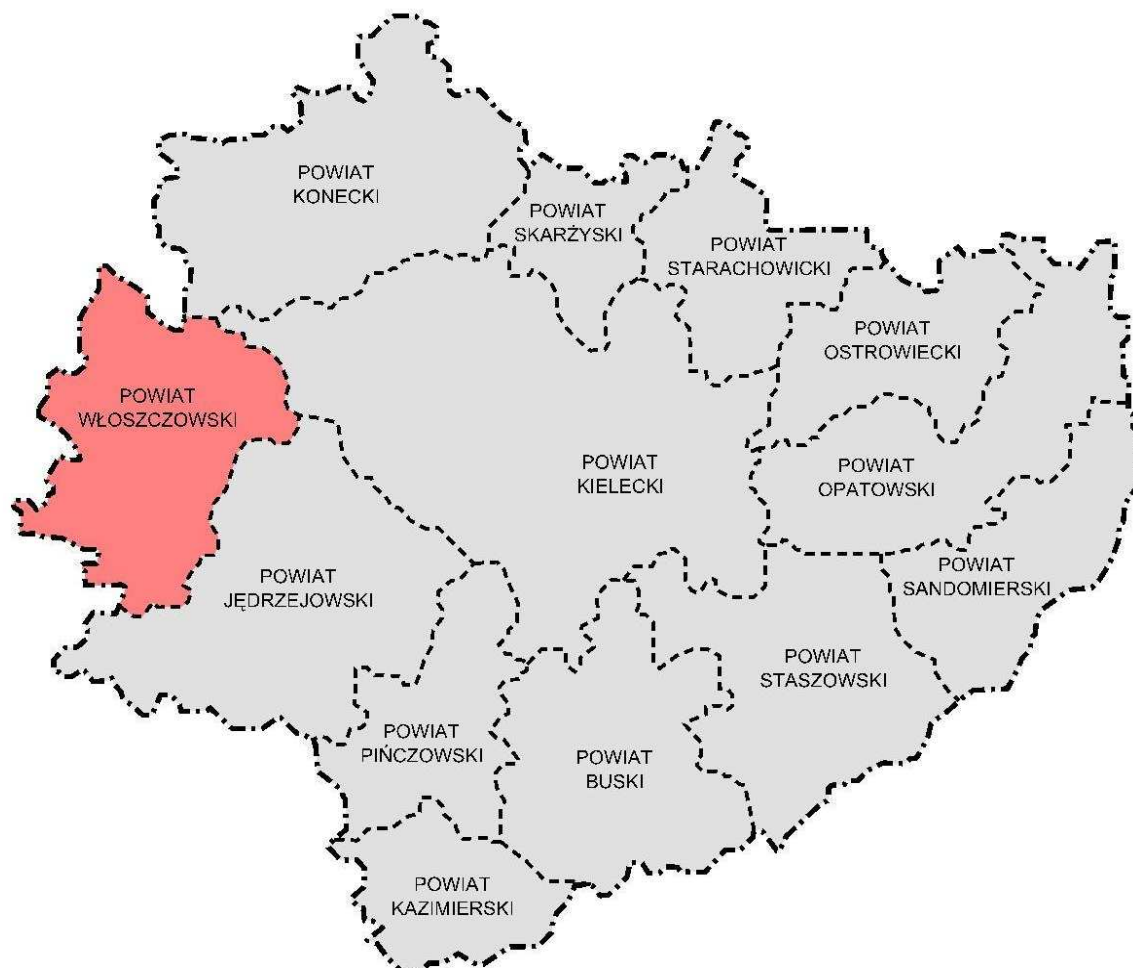 POWIAT
KONECKI
POWIAT
SKARŻYSKI
POWIAT
STARACHOWICKI
POWIAT
OSTROWIECKI
POWIAT
WŁOSZCZOWSKI
POWIAT
KIELECKI
POWIAT
OPATOWSKI
POWIAT
SANDOMIERSKI
POWIAT
JĘDRZEJOWSKI
POWIAT
STASZOWSKI
POWIAT
PIŃCZOWSKI
POWIAT
BUSKI
POWIAT
KAZIMIERSKI